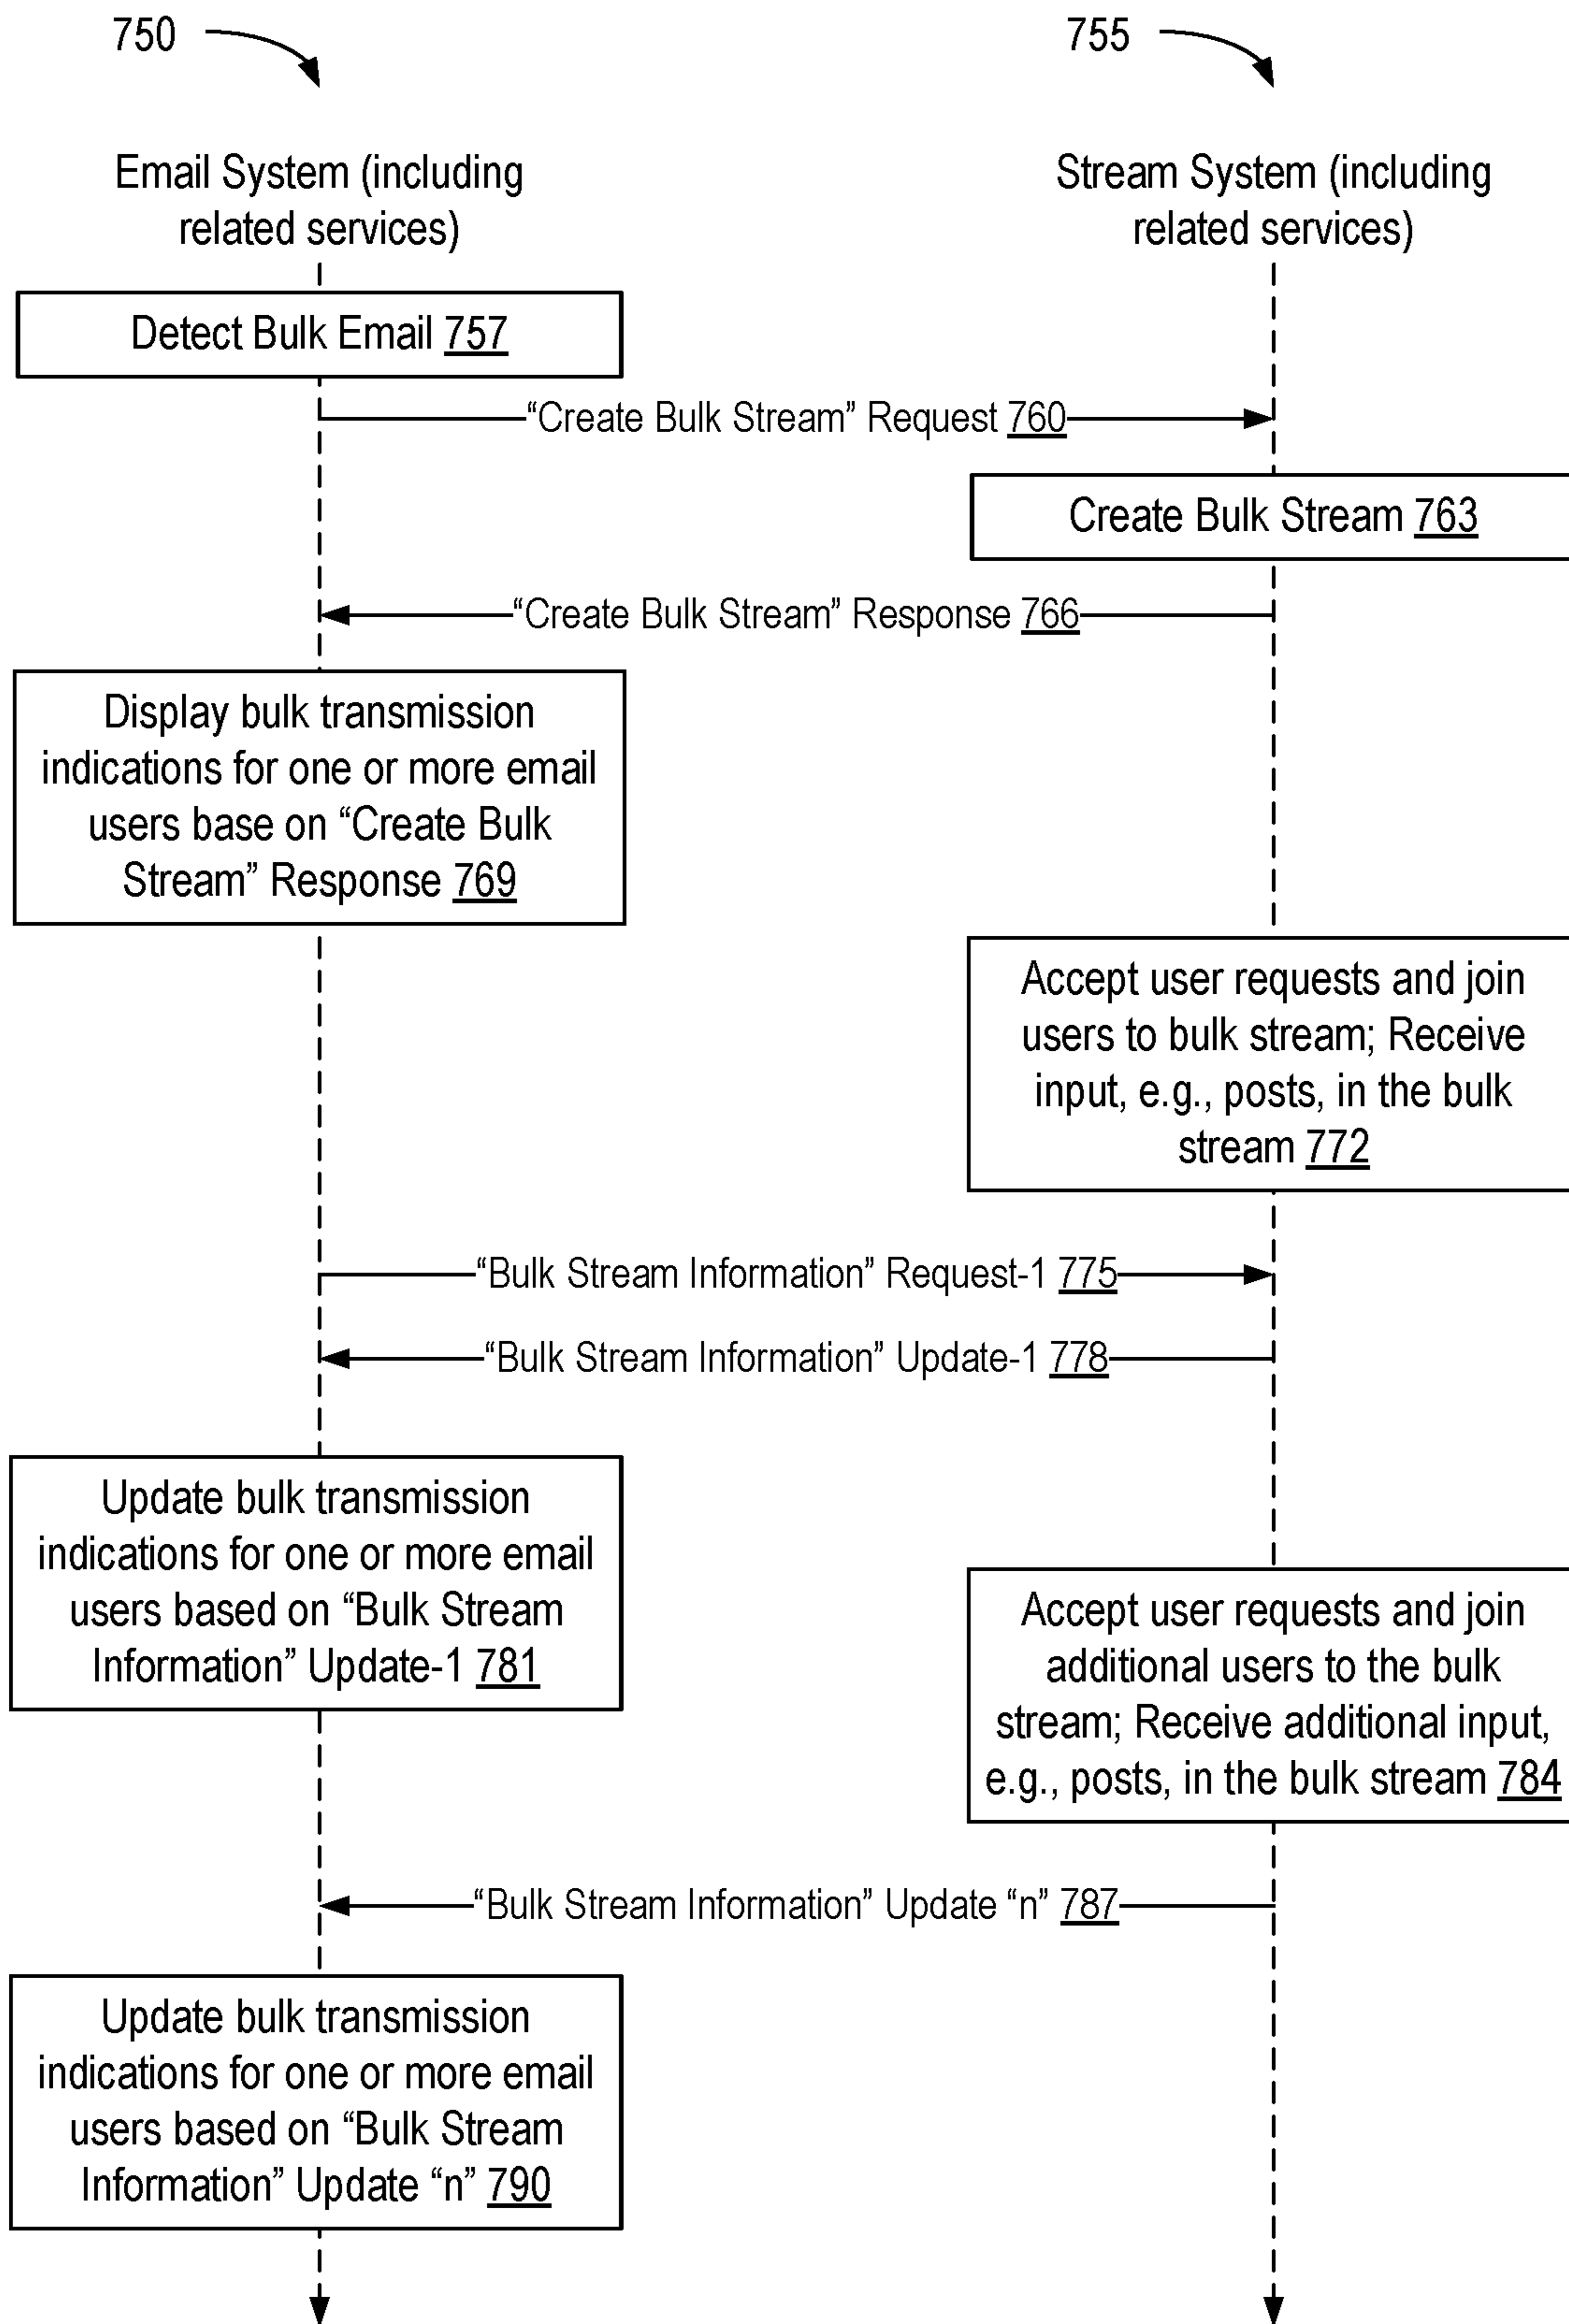 750
755
Email System (including
related services)
Stream System (including
related services)
Detect Bulk Email 757
“Create Bulk Stream” Request 760
Create Bulk Stream 763
“Create Bulk Stream” Response 766
Display bulk transmission
indications for one or more email
users base on “Create Bulk
Stream” Response 769
Accept user requests and join
users to bulk stream; Receive
input, e.g., posts, in the bulk
stream 772
“Bulk Stream Information” Request-1 775
“Bulk Stream Information” Update-1 778
Update bulk transmission
indications for one or more email
users based on “Bulk Stream
Information” Update-1 781
Accept user requests and join
additional users to the bulk
stream; Receive additional input,
e.g., posts, in the bulk stream 784
“Bulk Stream Information” Update “n” 787
Update bulk transmission
indications for one or more email
users based on “Bulk Stream
Information” Update “n” 790